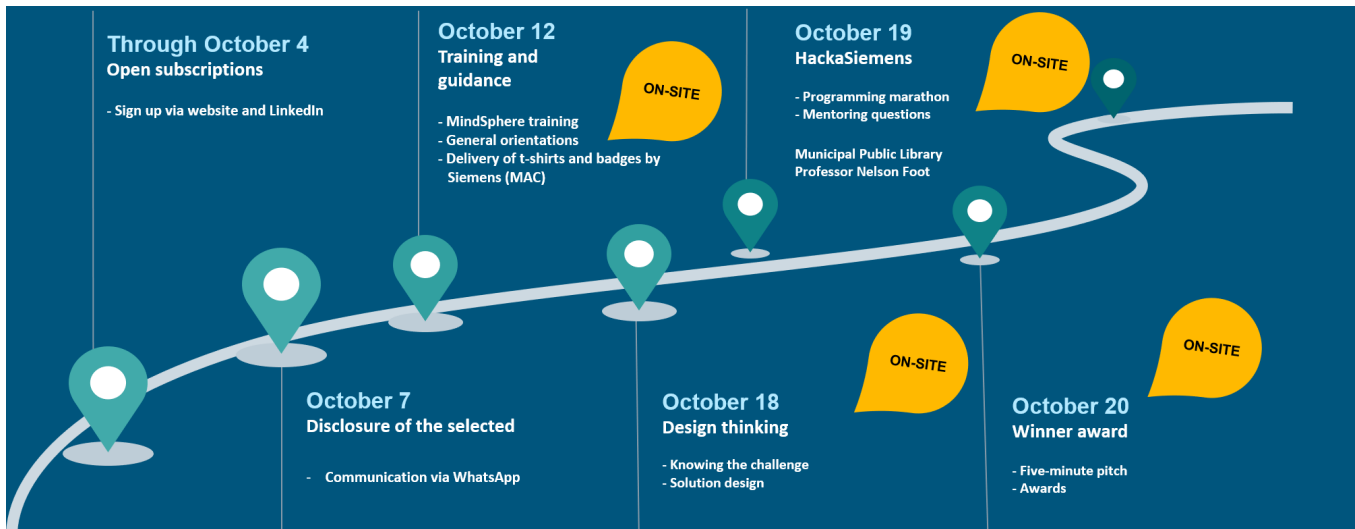 Through October 4
Open subscriptions
- Sign up via website and LinkedIn
October 12
Training and
guidance
- MindSphere training
- General orientations
- Delivery of t-shirts and badges by
Siemens (MAC)
ON-SITE
October 19
HackaSiemens
- Programming marathon
- Mentoring questions
Municipal Public Library
Professor Nelson Foot
ON-SITE
October 7
Disclosure of the selected
- Communication via WhatsApp
October 18
Design thinking
- Knowing the challenge
- Solution design
ON-SITE
October 20
Winner award
- Five-minute pitch
- Awards
ON-SITE